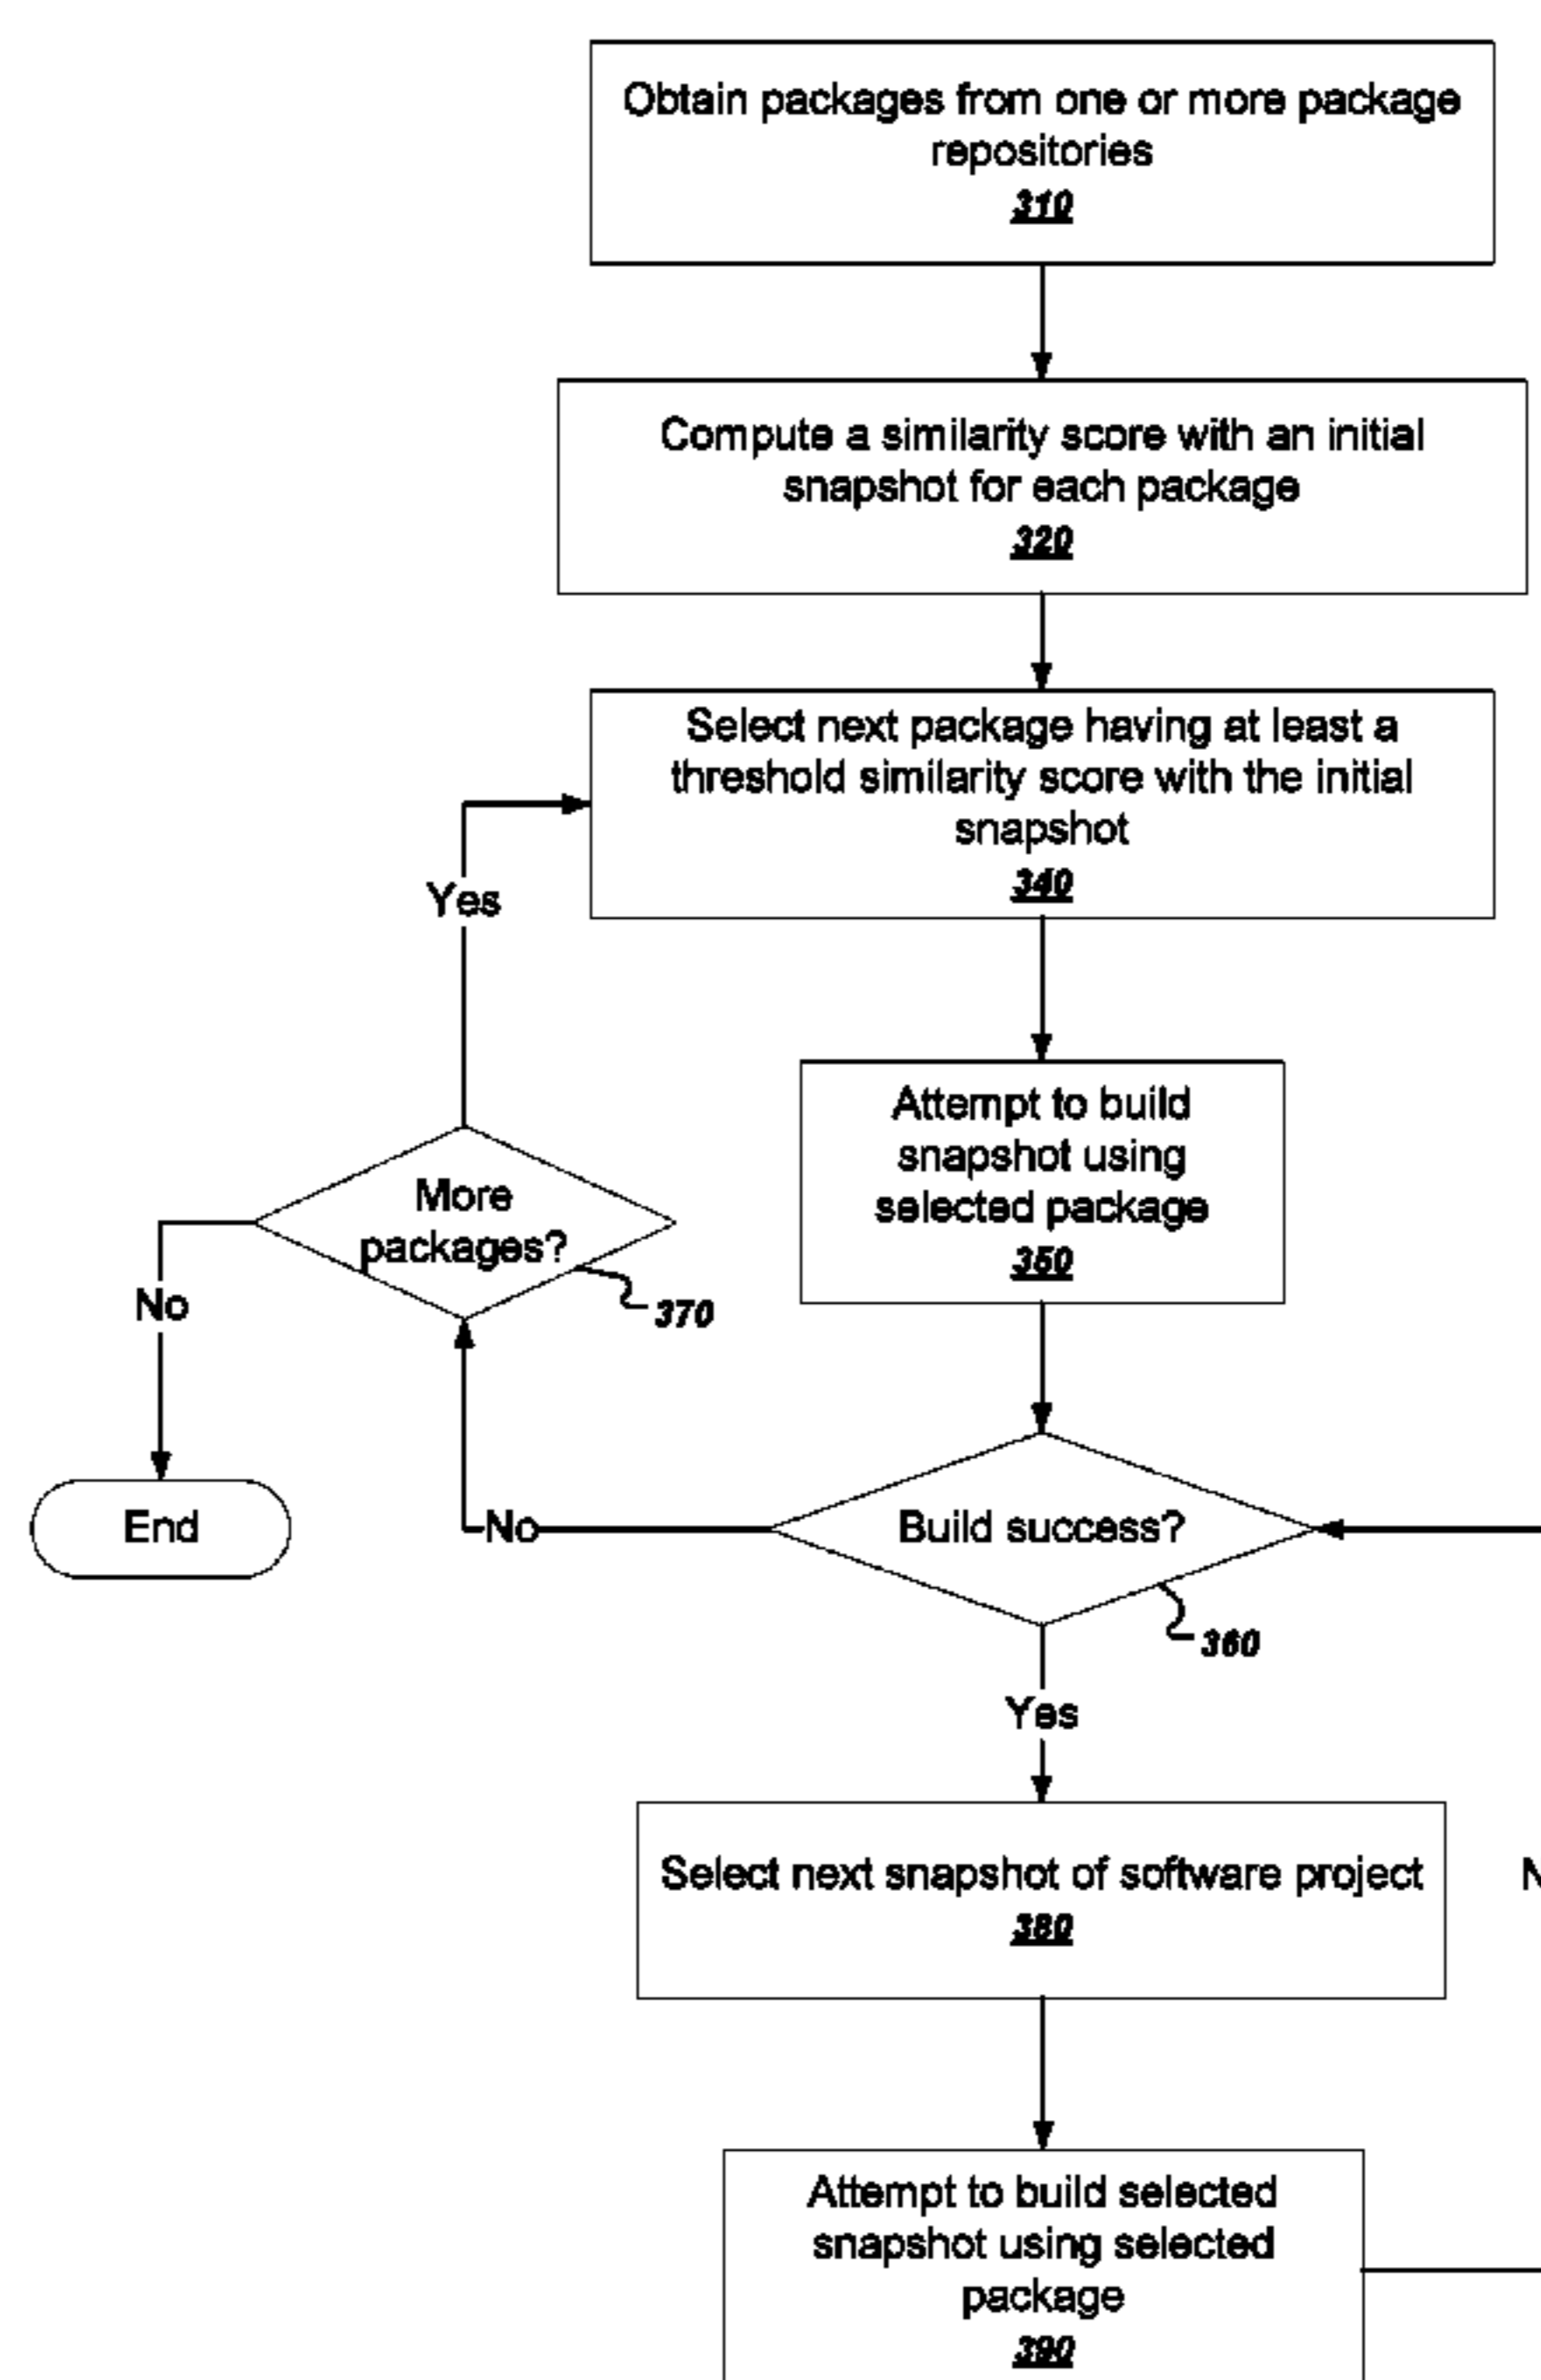 Obtain packages from one or more package
repositories
310
Compute a similarity score with an initial
snapshot for each package
320
Select next package having at least a
threshold similarity score with the initial
snapshot
340
Yes
Attempt to build
snapshot using
selected package
350
More
packages?
370
No
End
No
Build success?
360
Yes
Select next snapshot of software project
380
Attempt to build selected
snapshot using selected
package
390